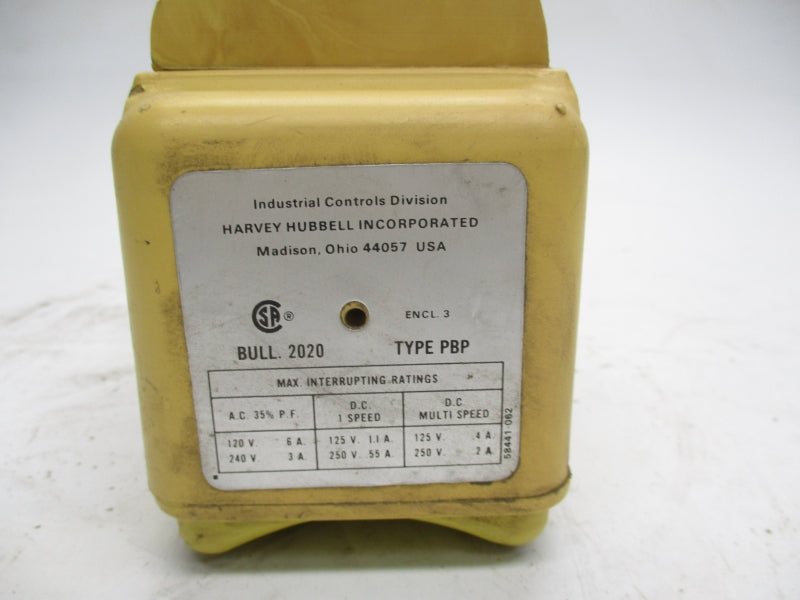 Industrial Controls Division
HARVEY HUBBELL INCORPORATED
Madison, Ohio 44057 USA
CSA ® ENCL. 3
BULL. 2020 TYPE PBP
MAX. INTERRUPTING RATINGS
A.C. 35% P.F. D.C. 1 SPEED D.C. MULTI SPEED
120 V. 6 A. 125 V. 1.1 A. 125 V. .4 A.
240 V. 3 A. 250 V. .55 A. 250 V. .2 A.
58441-062